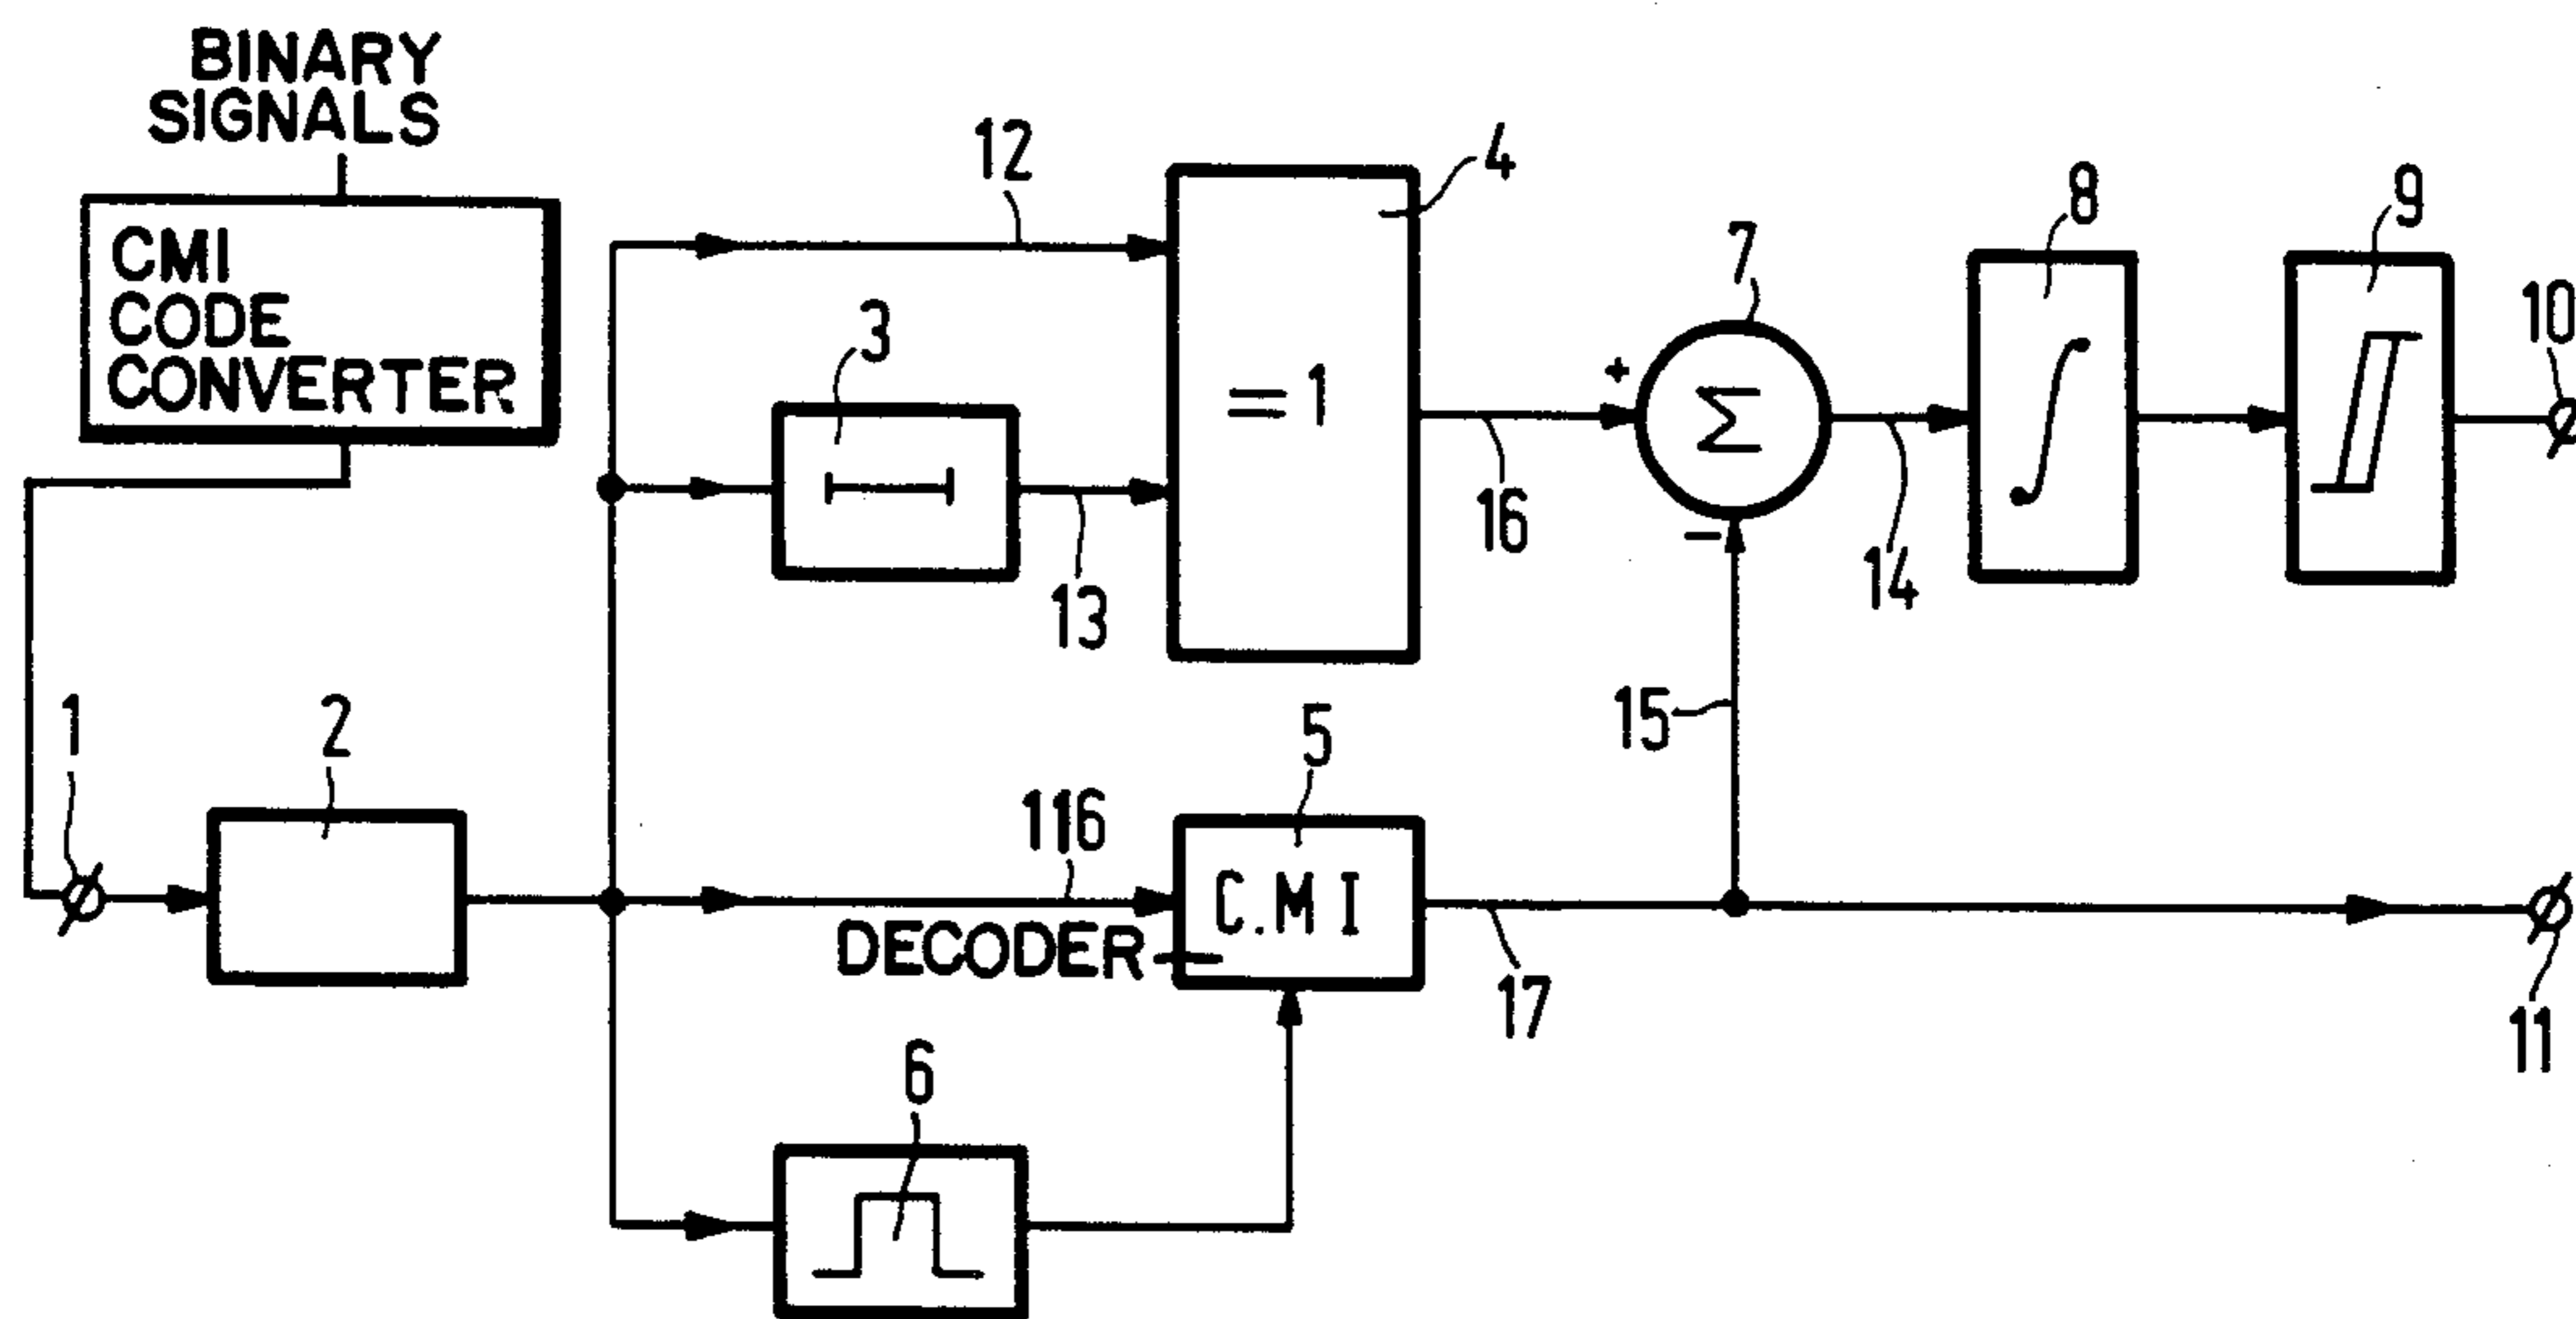 BINARY
SIGNALS
CMI
CODE
CONVERTER
12
4
= 1
3
13
7
+
Σ
−
16
14
8
9
10
15
1
2
116
5
C.MI
DECODER
17
11
6